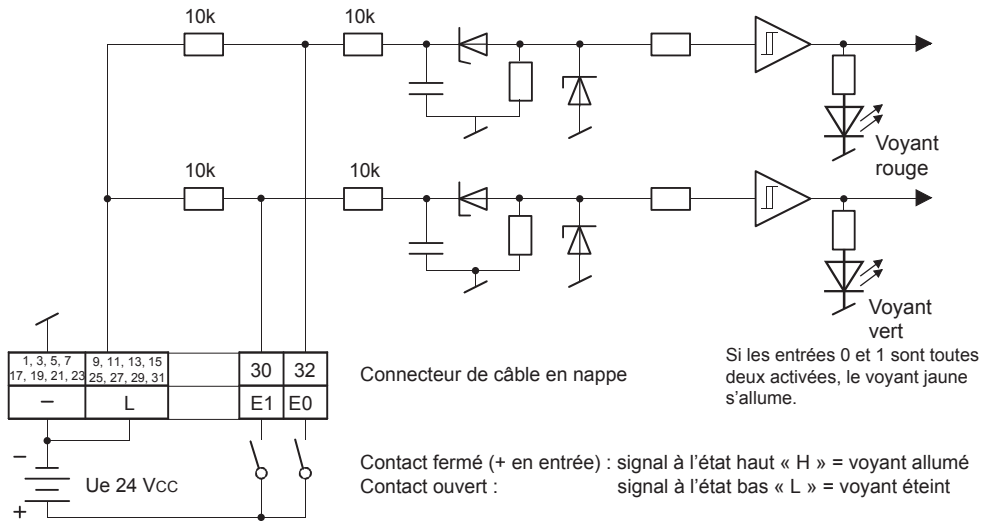 10k
10k
Voyant
rouge
10k
10k
Voyant
vert
Si les entrées 0 et 1 sont toutes
deux activées, le voyant jaune
s'allume.
1, 3, 5, 7
17, 19, 21, 23
9, 11, 13, 15
25, 27, 29, 31
30
32
Connecteur de câble en nappe
–
L
E1
E0
–
Ue 24 VCC
+
Contact fermé (+ en entrée) : signal à l'état haut « H » = voyant allumé
Contact ouvert : signal à l'état bas « L » = voyant éteint